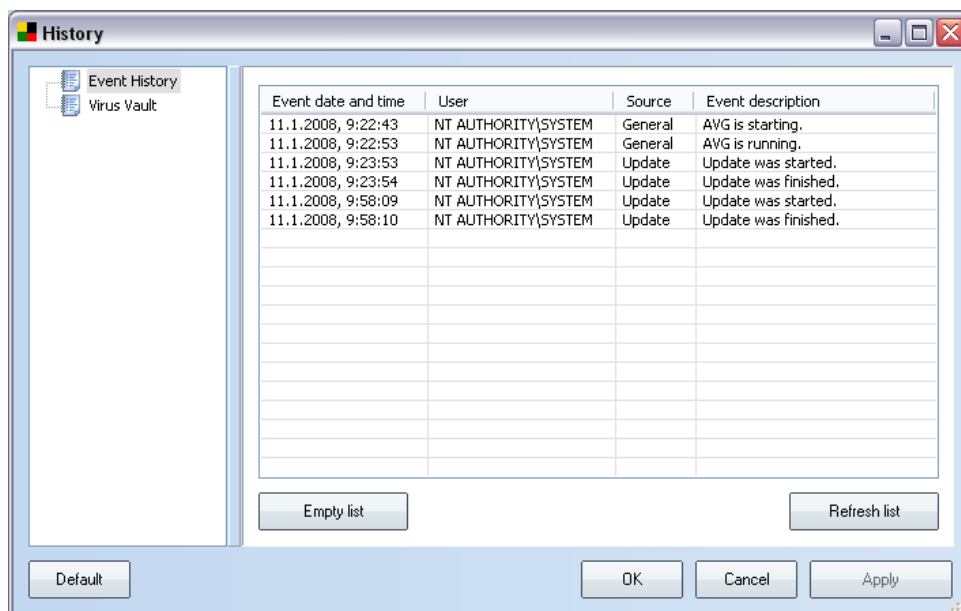 History
Event History
Virus Vault
Event date and time User Source Event description
11.1.2008, 9:22:43 NT AUTHORITY\SYSTEM General AVG is starting.
11.1.2008, 9:22:53 NT AUTHORITY\SYSTEM General AVG is running.
11.1.2008, 9:23:53 NT AUTHORITY\SYSTEM Update Update was started.
11.1.2008, 9:23:54 NT AUTHORITY\SYSTEM Update Update was finished.
11.1.2008, 9:58:09 NT AUTHORITY\SYSTEM Update Update was started.
11.1.2008, 9:58:10 NT AUTHORITY\SYSTEM Update Update was finished.
Empty list Refresh list
Default OK Cancel Apply